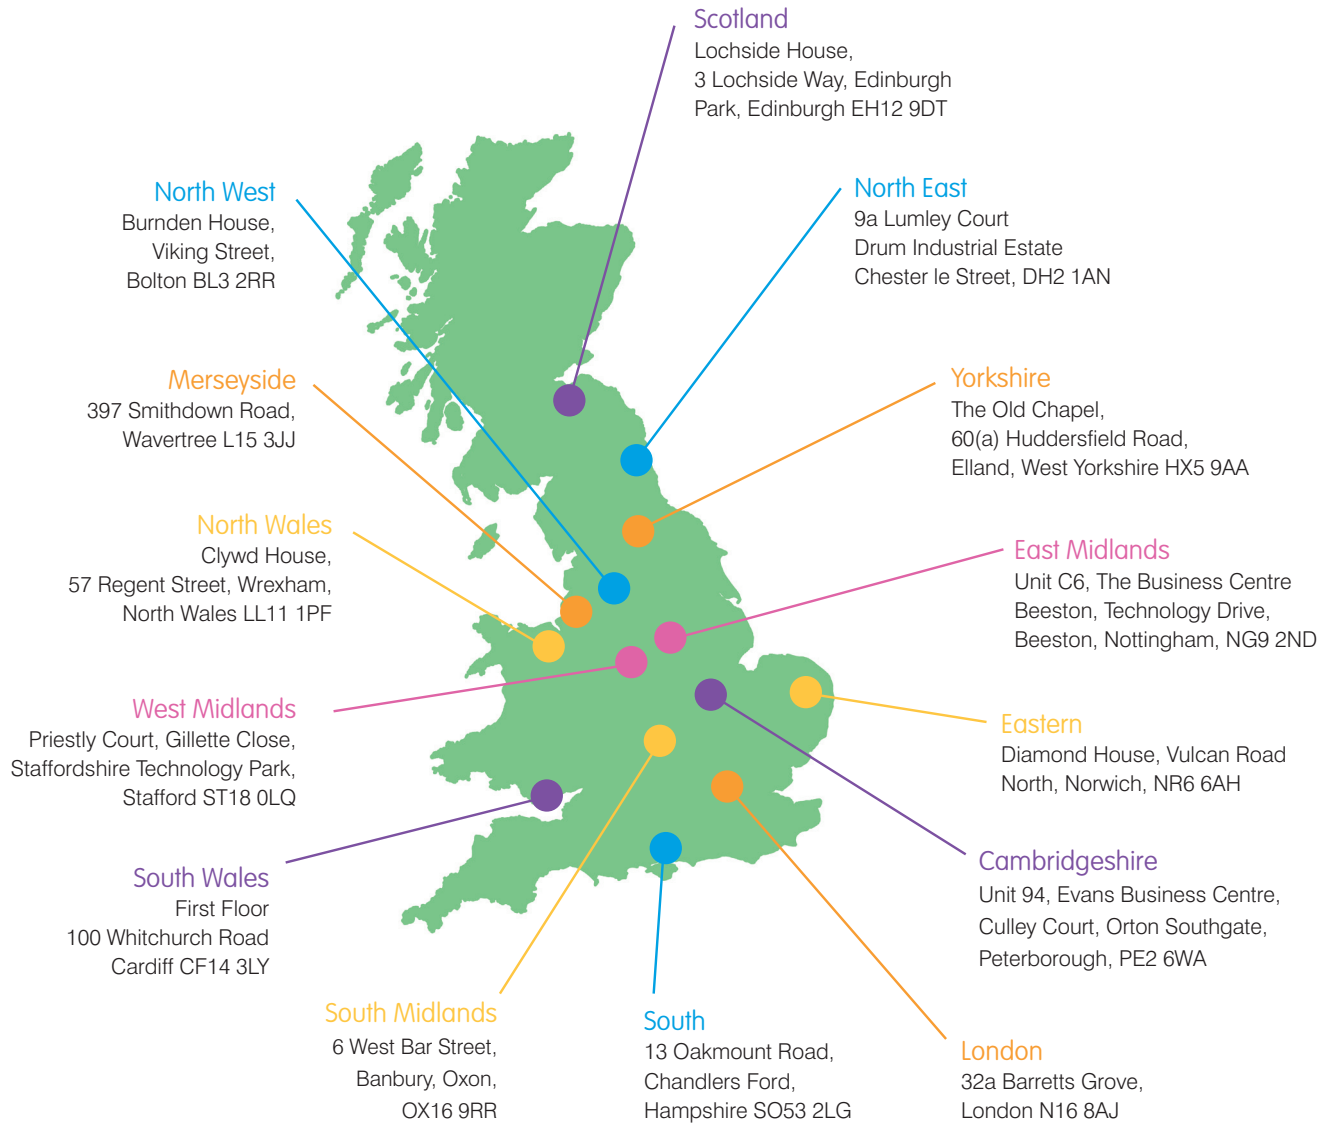 Scotland
Lochside House,
3 Lochside Way, Edinburgh
Park, Edinburgh EH12 9DT
North West
Burnden House,
Viking Street,
Bolton BL3 2RR
North East
9a Lumley Court
Drum Industrial Estate
Chester le Street, DH2 1AN
Merseyside
397 Smithdown Road,
Wavertree L15 3JJ
Yorkshire
The Old Chapel,
60(a) Huddersfield Road,
Elland, West Yorkshire HX5 9AA
North Wales
Clywd House,
57 Regent Street, Wrexham,
North Wales LL11 1PF
East Midlands
Unit C6, The Business Centre
Beeston, Technology Drive,
Beeston, Nottingham, NG9 2ND
West Midlands
Priestly Court, Gillette Close,
Staffordshire Technology Park,
Stafford ST18 0LQ
Eastern
Diamond House, Vulcan Road
North, Norwich, NR6 6AH
South Wales
First Floor
100 Whitchurch Road
Cardiff CF14 3LY
Cambridgeshire
Unit 94, Evans Business Centre,
Culley Court, Orton Southgate,
Peterborough, PE2 6WA
South Midlands
6 West Bar Street,
Banbury, Oxon,
OX16 9RR
South
13 Oakmount Road,
Chandlers Ford,
Hampshire SO53 2LG
London
32a Barretts Grove,
London N16 8AJ